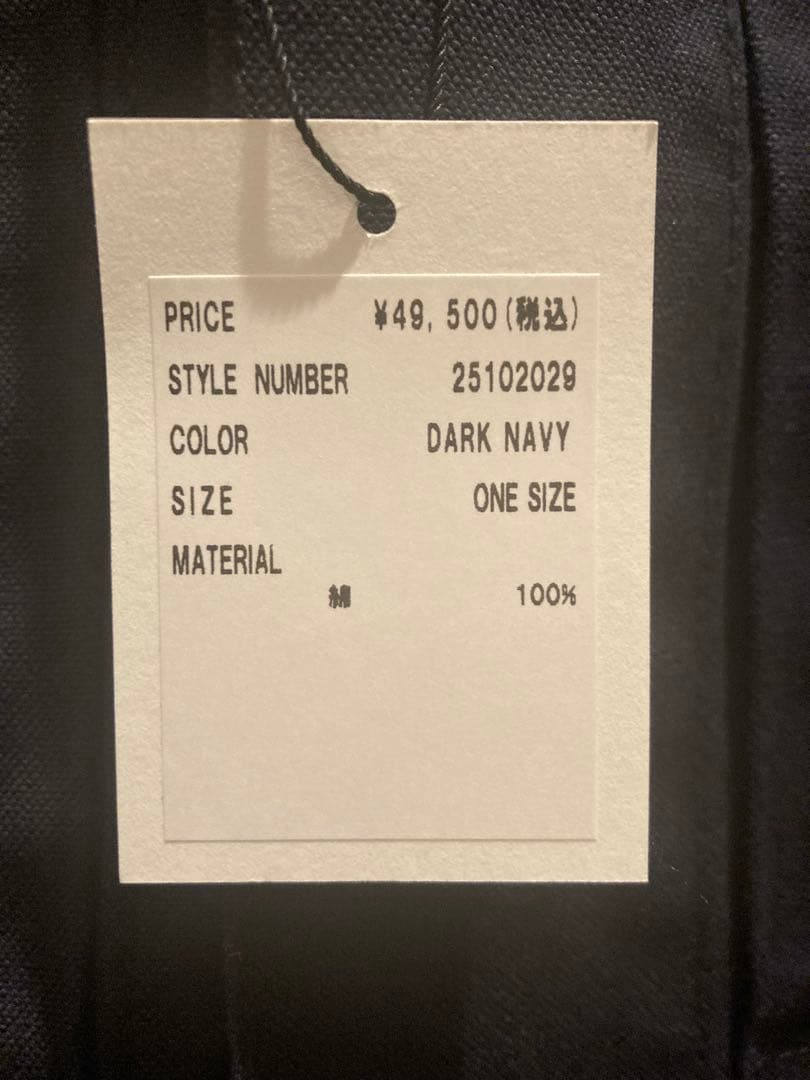 PRICE ¥49,500(税込)
STYLE NUMBER 25102029
COLOR DARK NAVY
SIZE ONE SIZE
MATERIAL
綿 100%